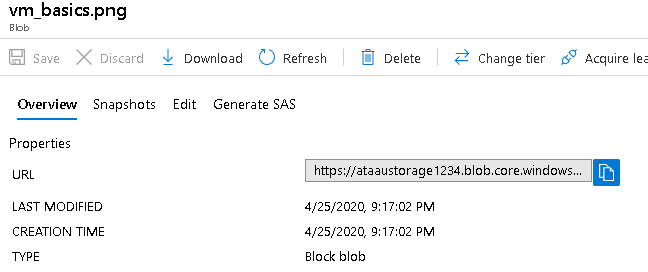 vm_basics.png
Blob
Save Discard Download Refresh Delete Change tier Acquire lea
Overview Snapshots Edit Generate SAS
Properties
URL https://ataaustorage1234.blob.core.windows...
LAST MODIFIED 4/25/2020, 9:17:02 PM
CREATION TIME 4/25/2020, 9:17:02 PM
TYPE Block blob